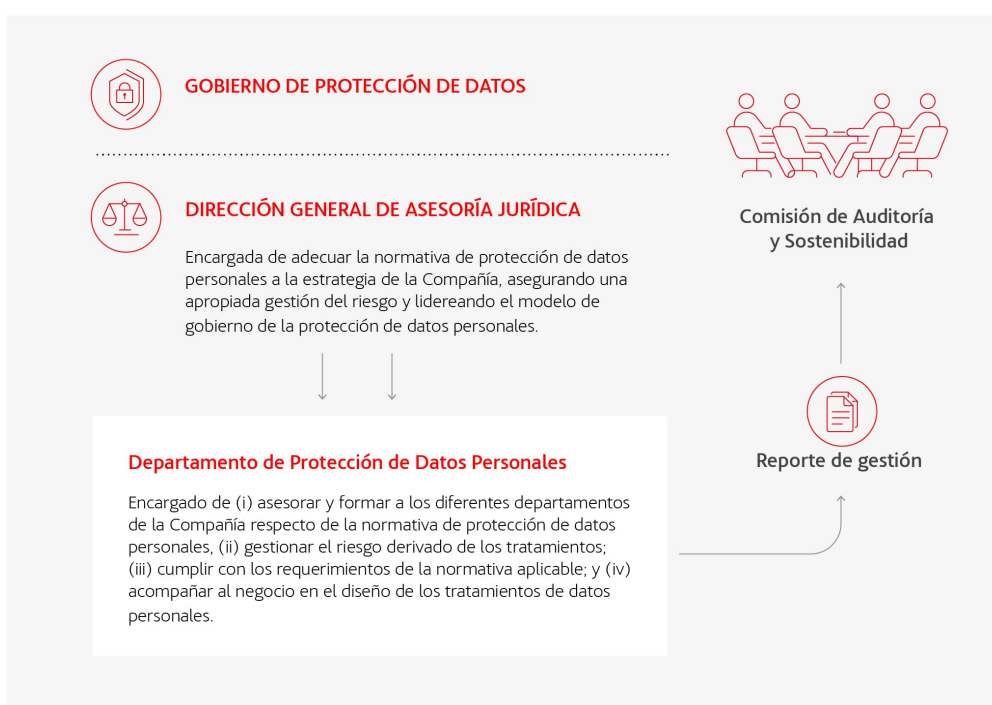 GOBIERNO DE PROTECCIÓN DE DATOS
DIRECCIÓN GENERAL DE ASESORÍA JURÍDICA
Encargada de adecuar la normativa de protección de datos
personales a la estrategia de la Compañía, asegurando una
apropiada gestión del riesgo y lidereando el modelo de
gobierno de la protección de datos personales.
Departamento de Protección de Datos Personales
Encargado de (i) asesorar y formar a los diferentes departamentos
de la Compañía respecto de la normativa de protección de datos
personales, (ii) gestionar el riesgo derivado de los tratamientos;
(iii) cumplir con los requerimientos de la normativa aplicable; y (iv)
acompañar al negocio en el diseño de los tratamientos de datos
personales.
Comisión de Auditoría
y Sostenibilidad
Reporte de gestión